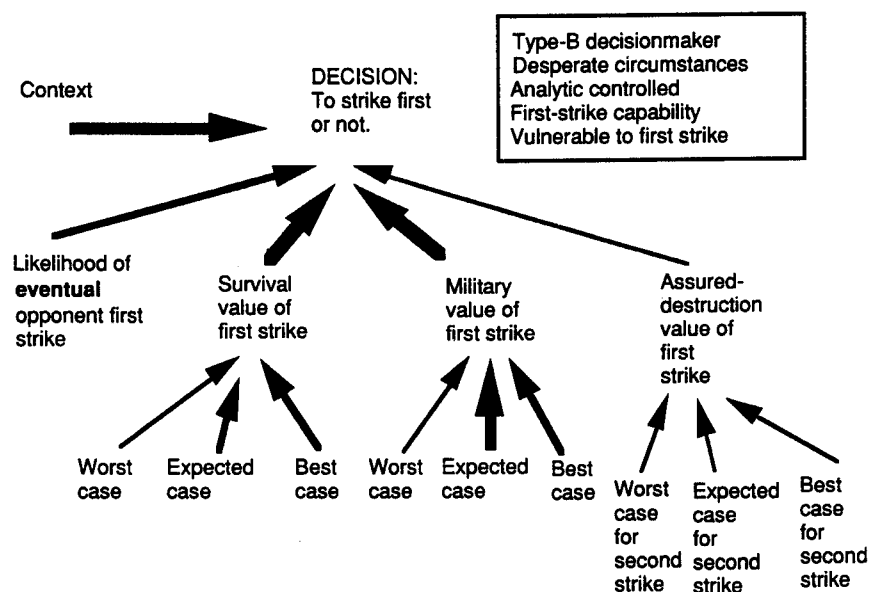 Type-B decisionmaker
Desperate circumstances
Analytic controlled
First-strike capability
Vulnerable to first strike
Context
DECISION:
To strike first
or not.
Likelihood of
eventual
opponent first
strike
Survival
value of
first strike
Military
value of
first strike
Assured-
destruction
value of
first
strike
Worst
case
Expected
case
Best
case
Worst
case
Expected
case
Best
case
Worst
case
for
second
strike
Expected
case
for
second
strike
Best
case
for
second
strike